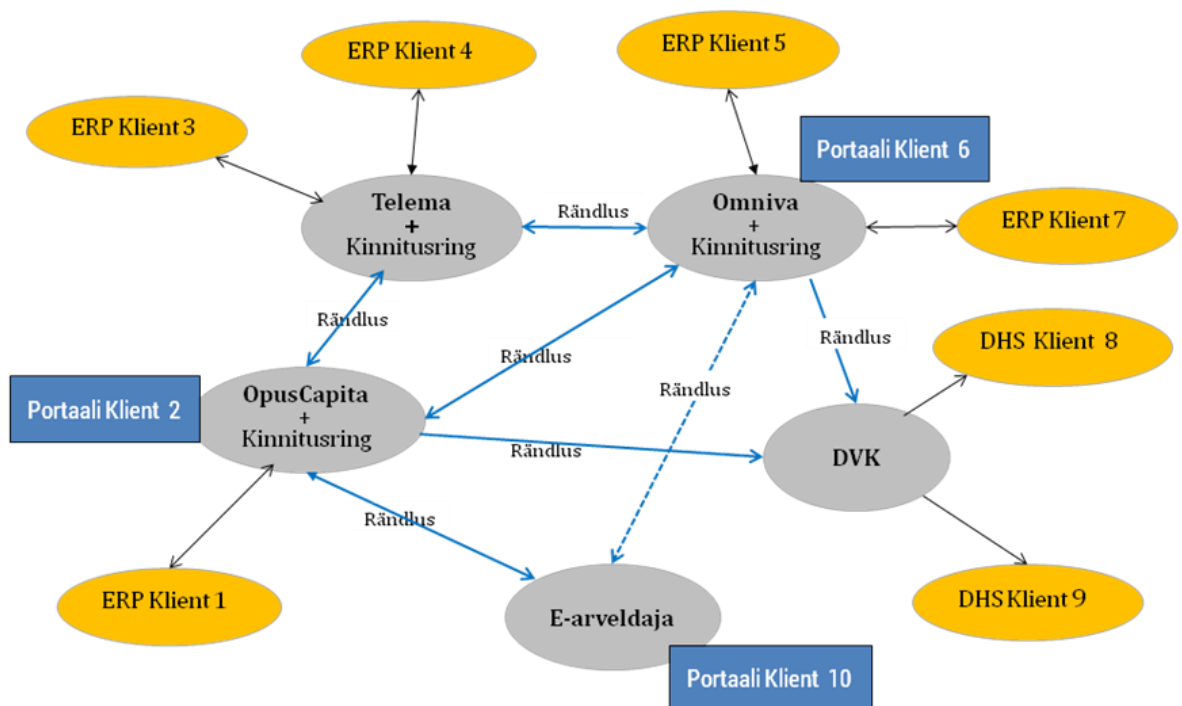 ERP Klient 4
ERP Klient 5
ERP Klient 3
Portaali Klient 6
Telema
+
Kinnitusring
Rändlus
Omniva
+
Kinnitusring
ERP Klient 7
Rändlus
Rändlus
DHS Klient 8
Rändlus
Rändlus
Portaali Klient 2
OpusCapita
+
Kinnitusring
Rändlus
DVK
Rändlus
ERP Klient 1
E-arveldaja
DHS Klient 9
Portaali Klient 10